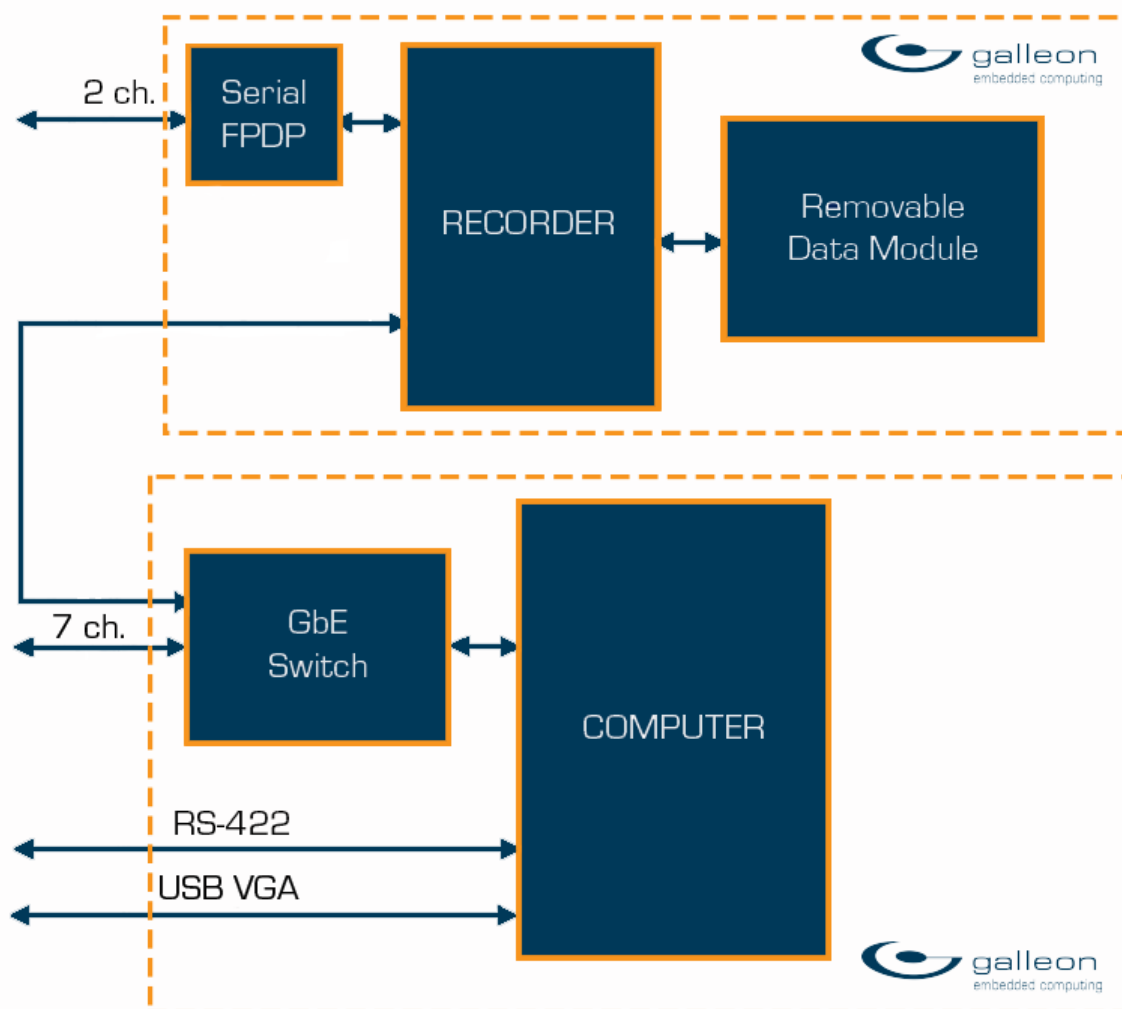 galleon
embedded computing
2 ch.
Serial
FPDP
RECORDER
Removable
Data Module
7 ch.
GbE
Switch
COMPUTER
RS-422
USB VGA
galleon
embedded computing